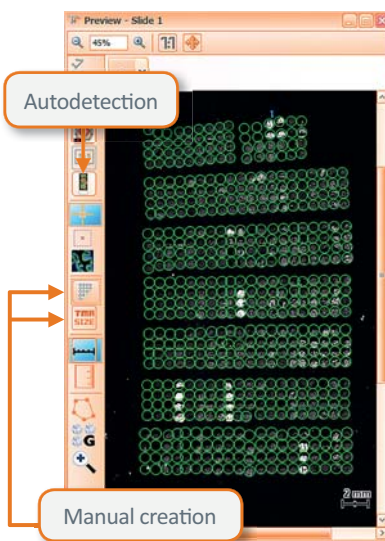 Preview - Slide 1
45%
1:1
Autodetection
TMA
SIZE
G
2 mm
Manual creation